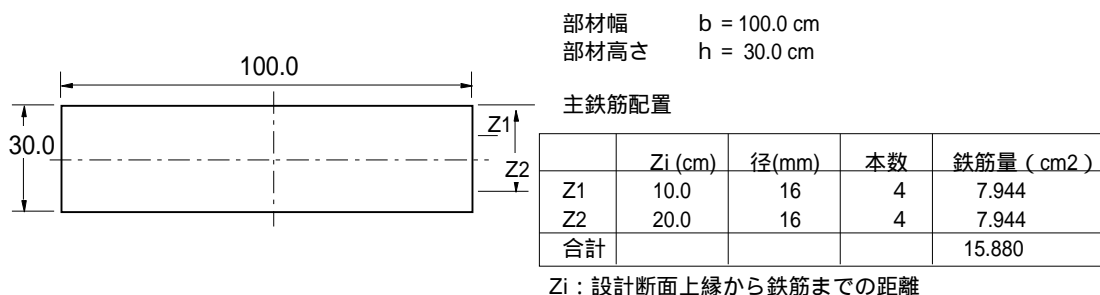 部材幅 b = 100.0 cm
部材高さ h = 30.0 cm
100.0
30.0
Z1
Z2
主鉄筋配置
Zi (cm) 径(mm) 本数 鉄筋量（cm2）
Z1 10.0 16 4 7.944
Z2 20.0 16 4 7.944
合計 15.880
Zi：設計断面上縁から鉄筋までの距離